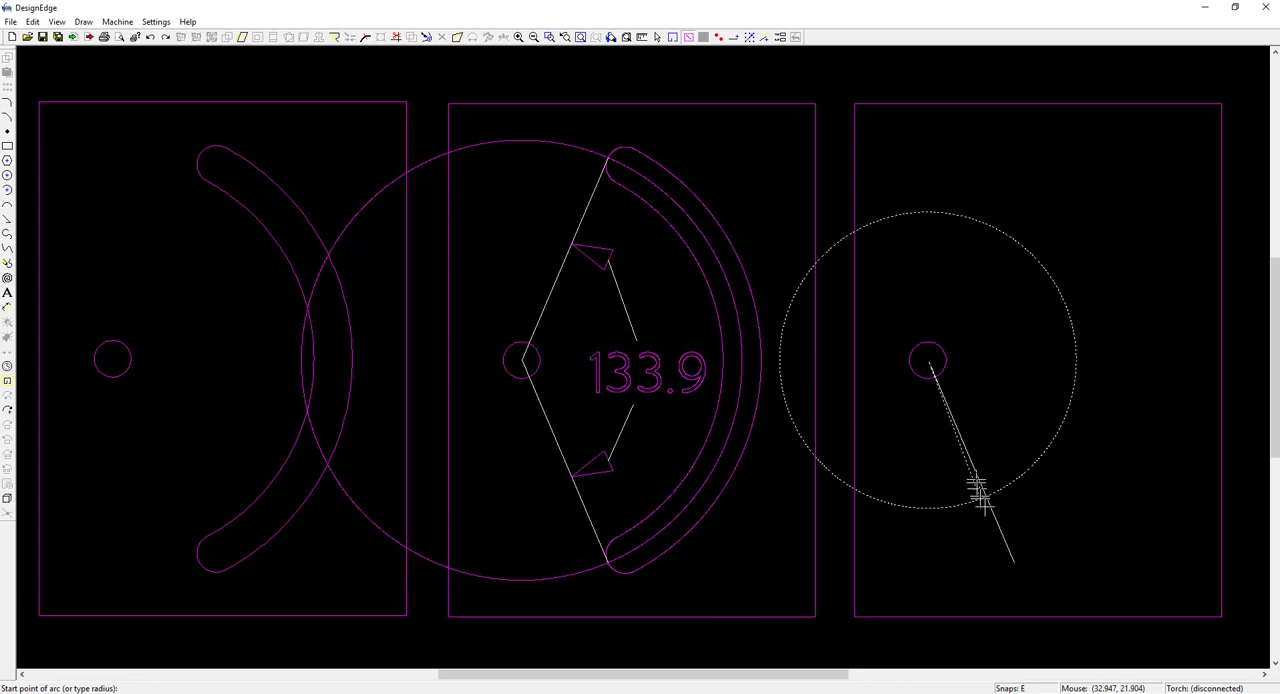 DesignEdge
File Edit View Draw Machine Settings Help
133.9
Start point of arc (or type radius):
Snaps: E
Mouse: (32.947, 21.904)
Torch: (disconnected)